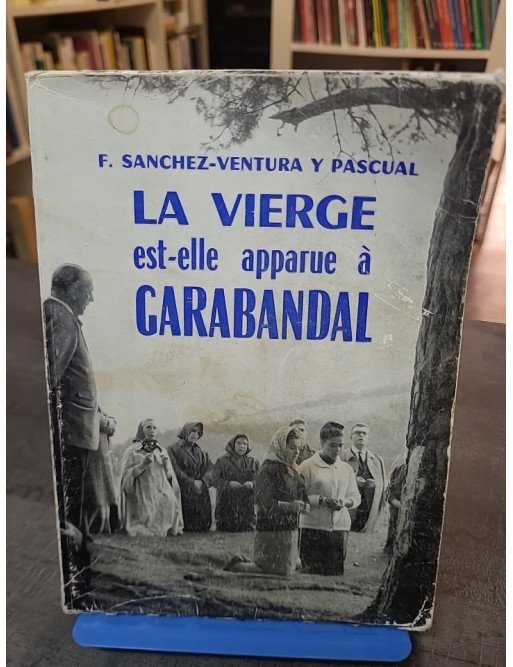 F. SANCHEZ-VENTURA Y PASCUAL
LA VIERGE
est-elle apparue à
GARABANDAL